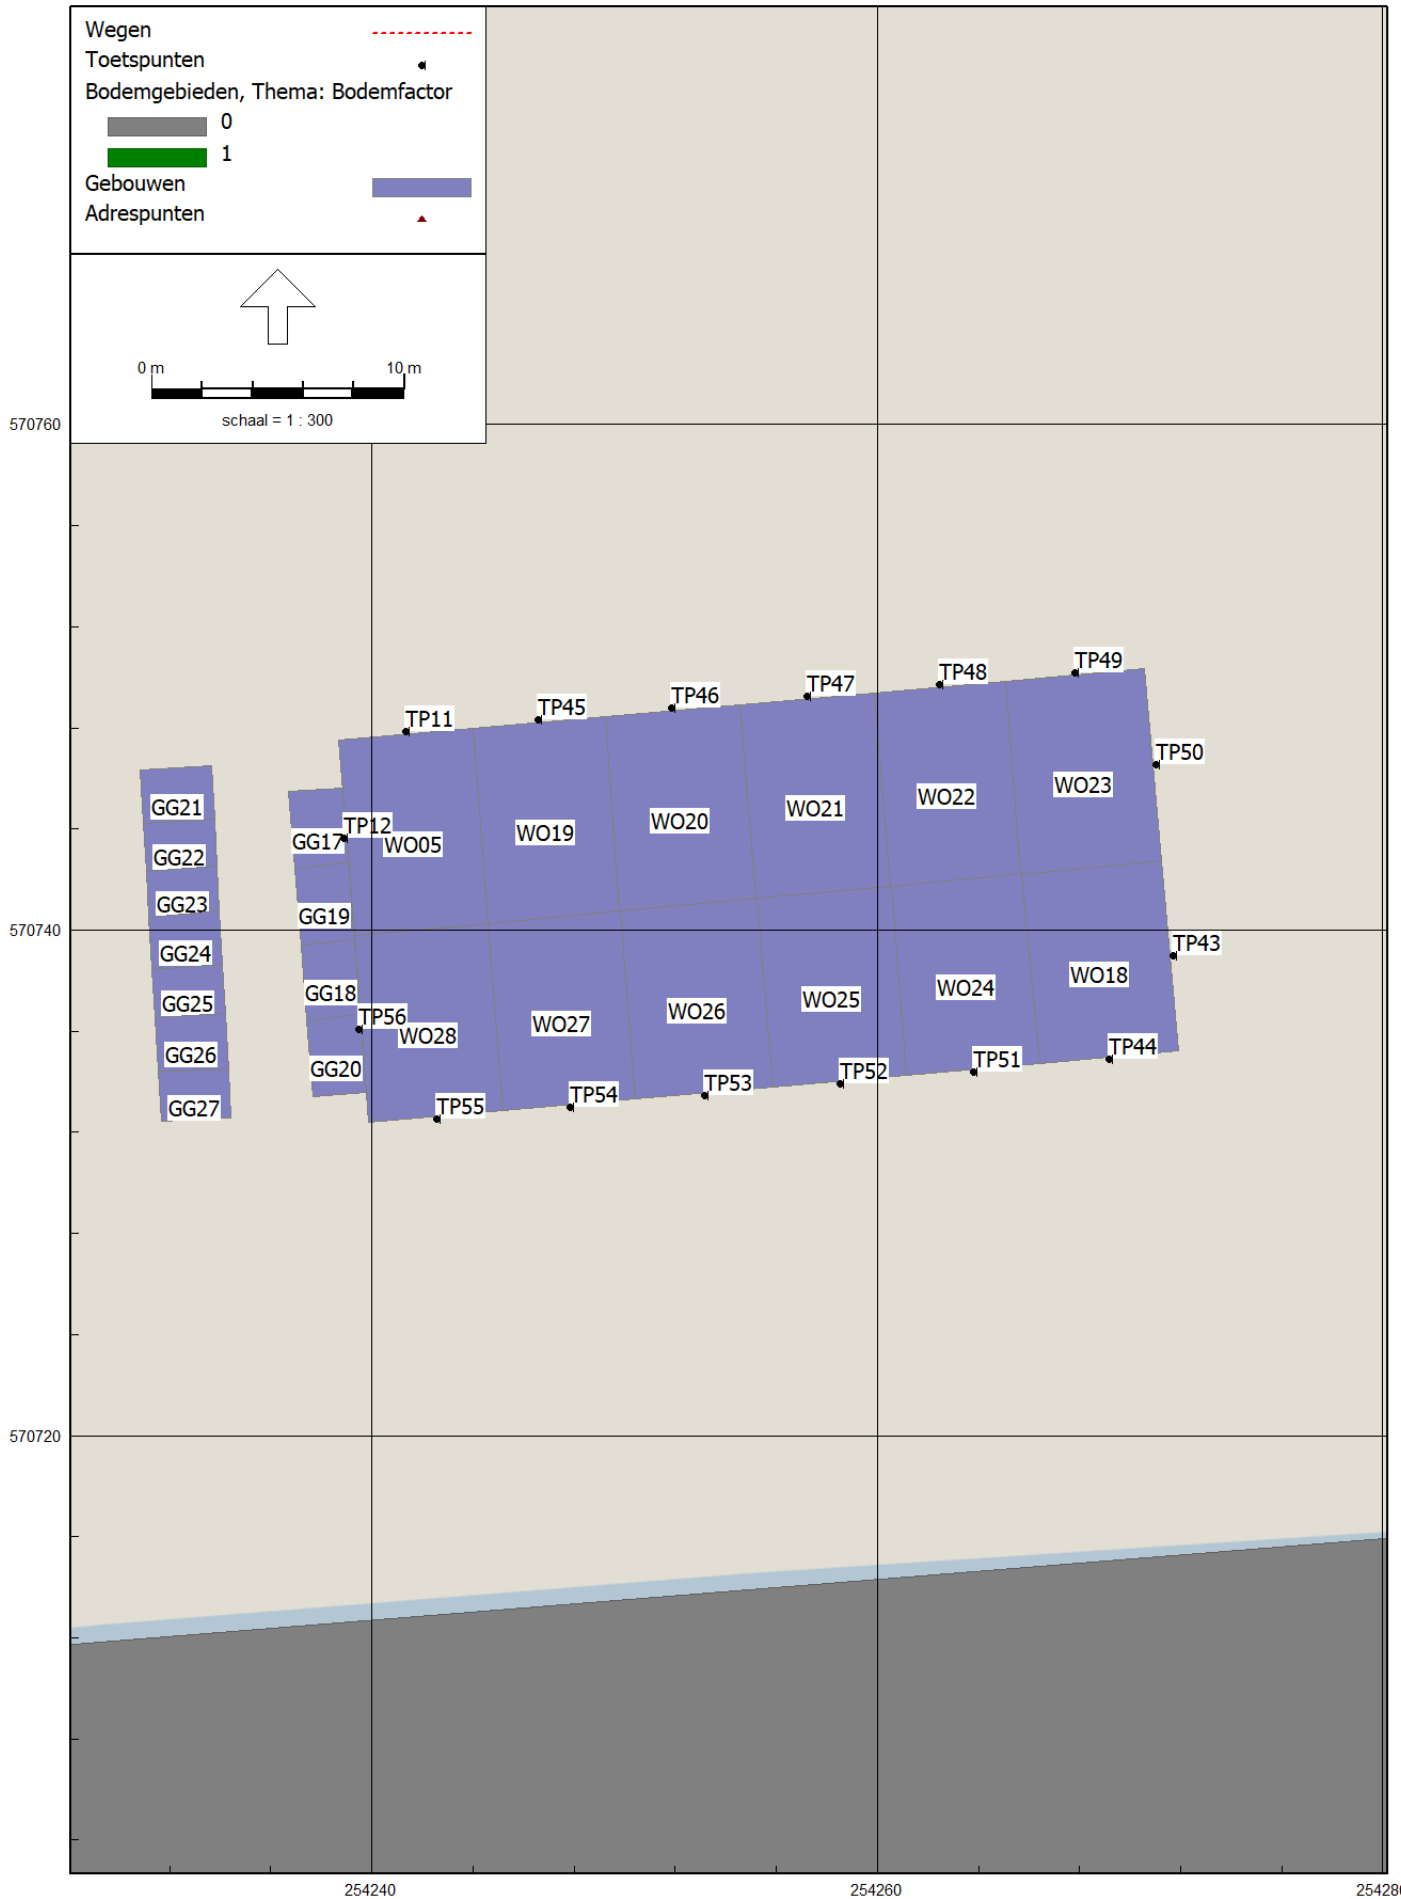 Wegen
Toetspunten
Bodemgebieden, Thema: Bodemfactor
0
1
Gebouwen
Adrespunten
0 m 10 m
schaal = 1 : 300
570760
TP49
TP48
TP47
TP46
TP45
TP11
TP50
WO23
WO22
GG21
WO21
WO20
TP12
WO19
GG17 WO05
GG22
GG23
GG19
570740
TP43
GG24
WO18
WO24
GG18
WO25
GG25
WO26
TP56
WO27
WO28
TP44
GG26
TP51
GG20
TP52
TP53
TP54
TP55
GG27
570720
254240
254260
254280